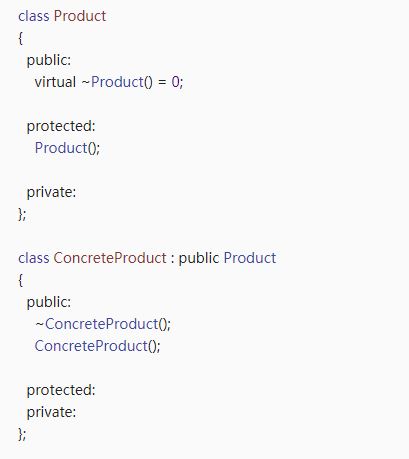 class Product
{
public:
virtual ~Product() = 0;
protected:
Product();
private:
};
class ConcreteProduct : public Product
{
public:
~ConcreteProduct();
ConcreteProduct();
protected:
private:
};